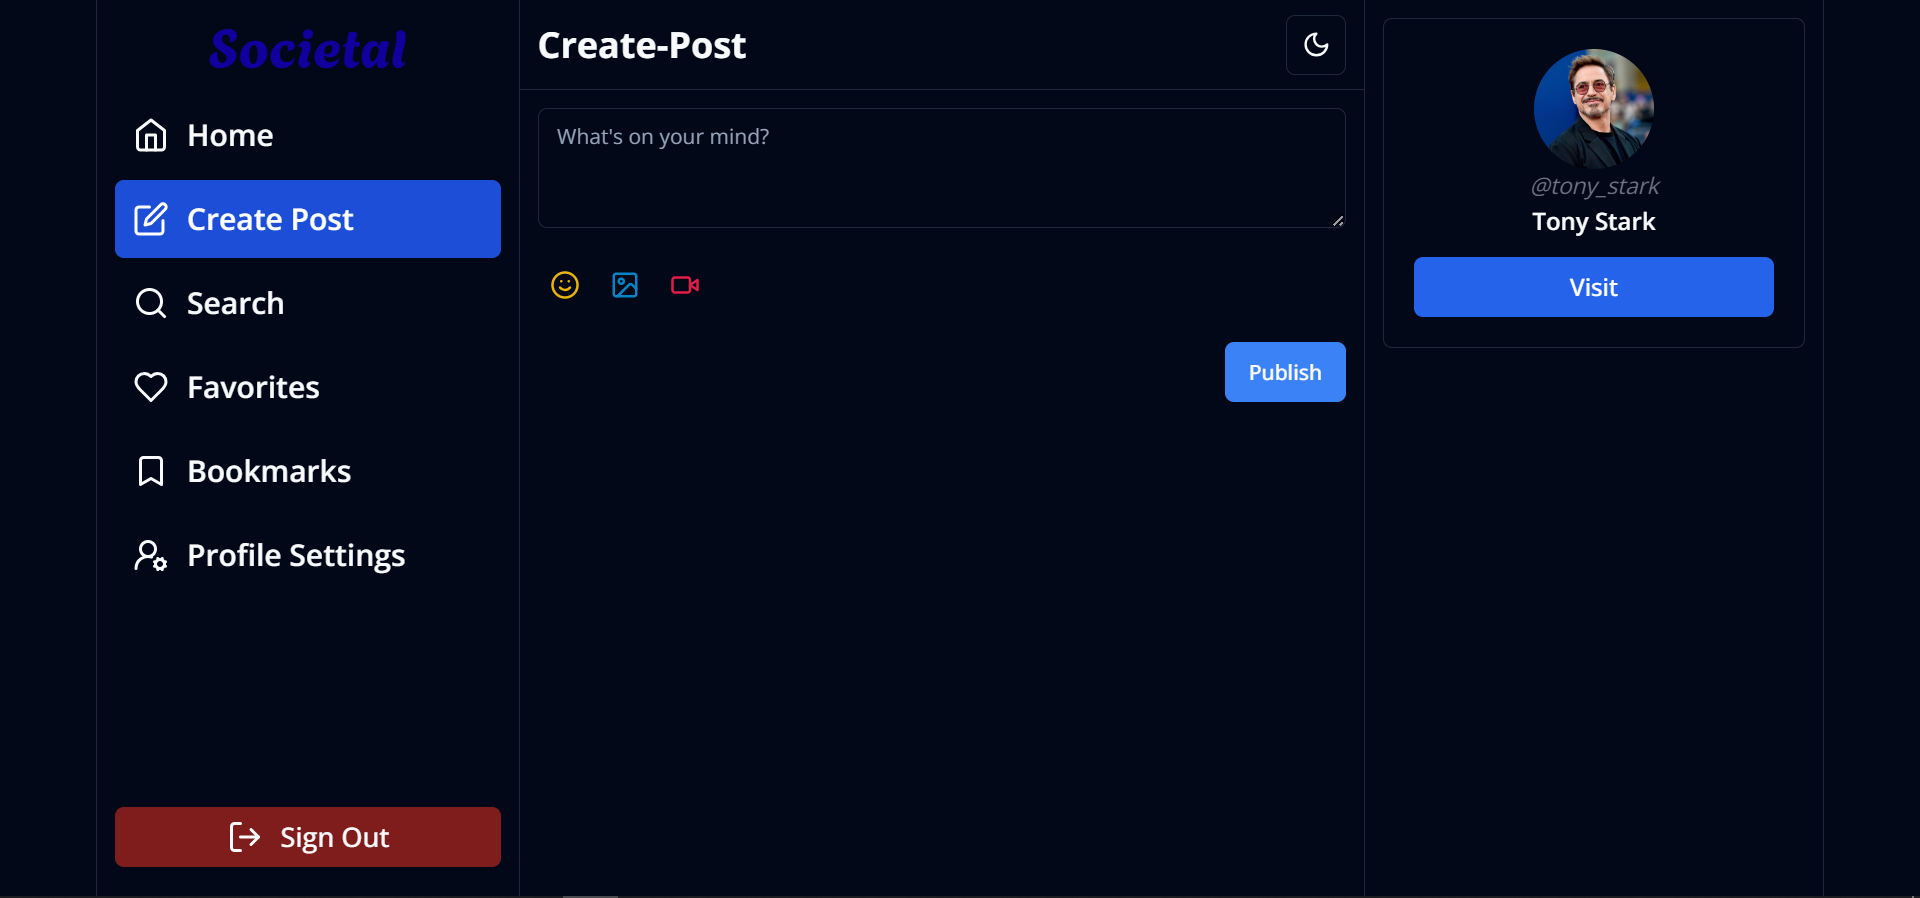 Societal
Home
Create Post
Search
Favorites
Bookmarks
Profile Settings
Sign Out
Create-Post
What's on your mind?
Publish
@tony_stark
Tony Stark
Visit